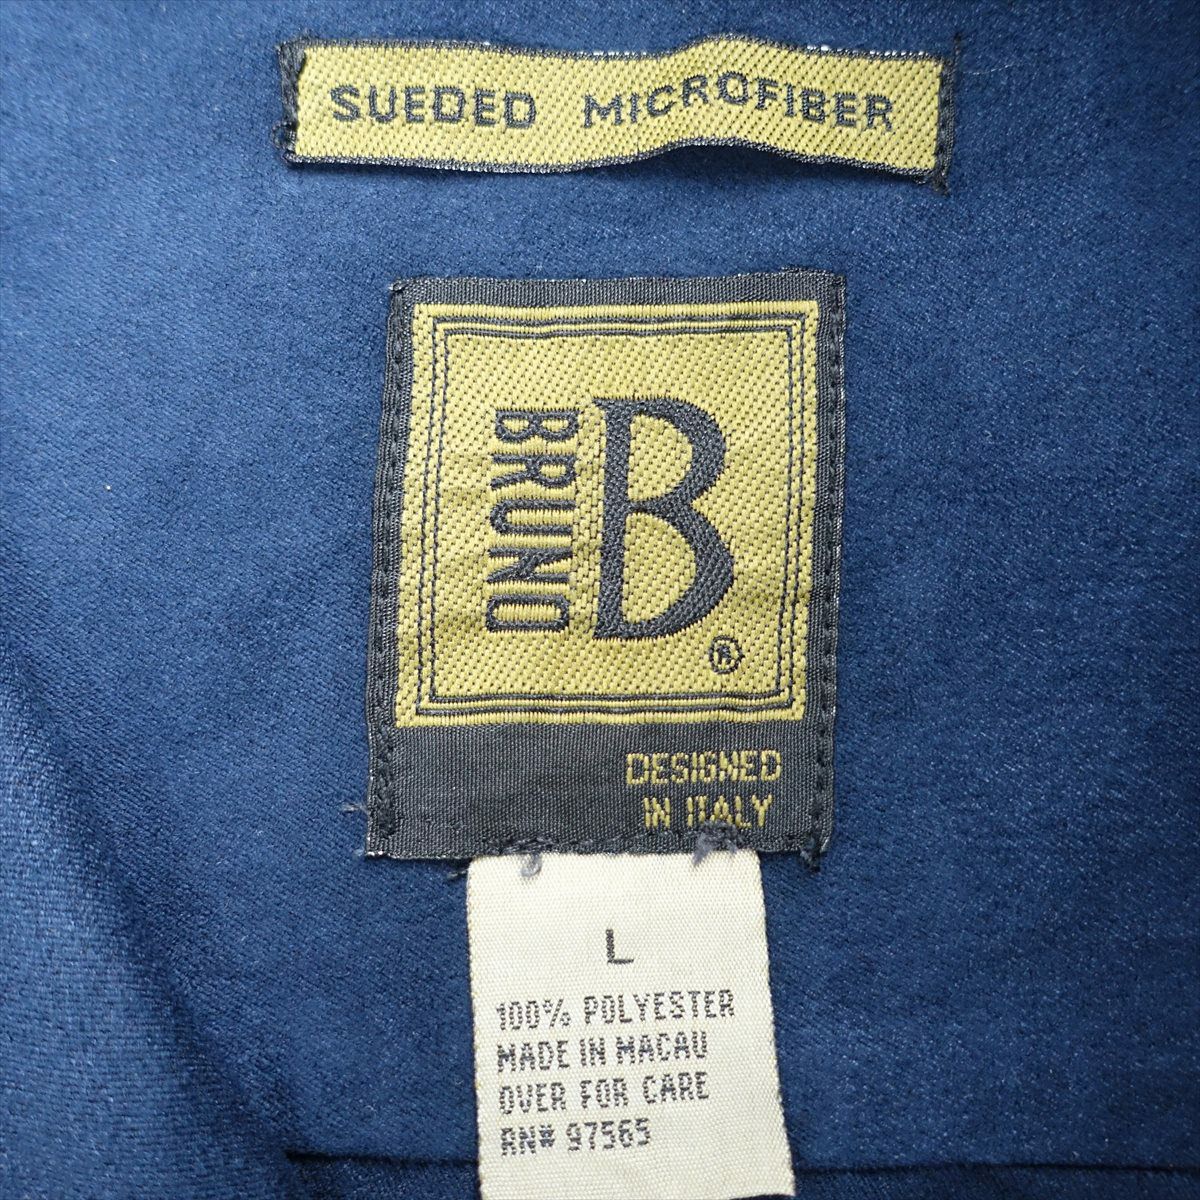 SUEDED MICROFIBER
BRUNO
B
®
DESIGNED
IN ITALY
L
100% POLYESTER
MADE IN MACAU
OVER FOR CARE
RN# 97565